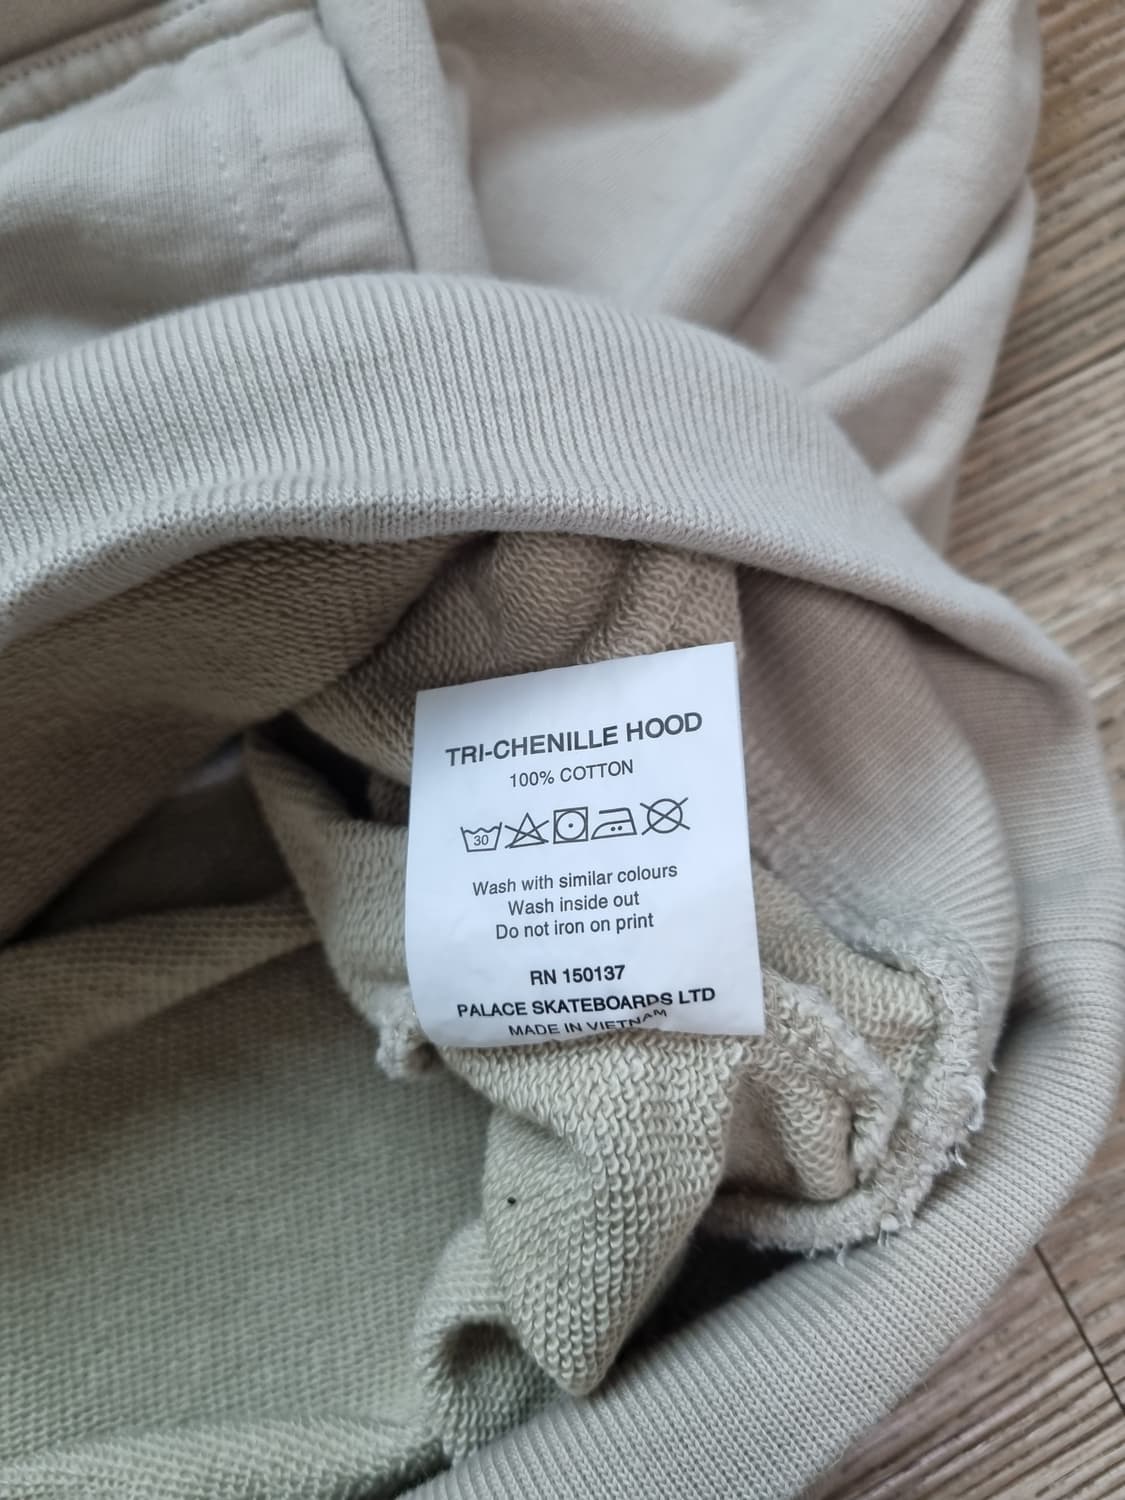 TRI-CHENILLE HOOD
100% COTTON
30
Wash with similar colours
Wash inside out
Do not iron on print
RN 150137
PALACE SKATEBOARDS LTD
MADE IN VIETNAM